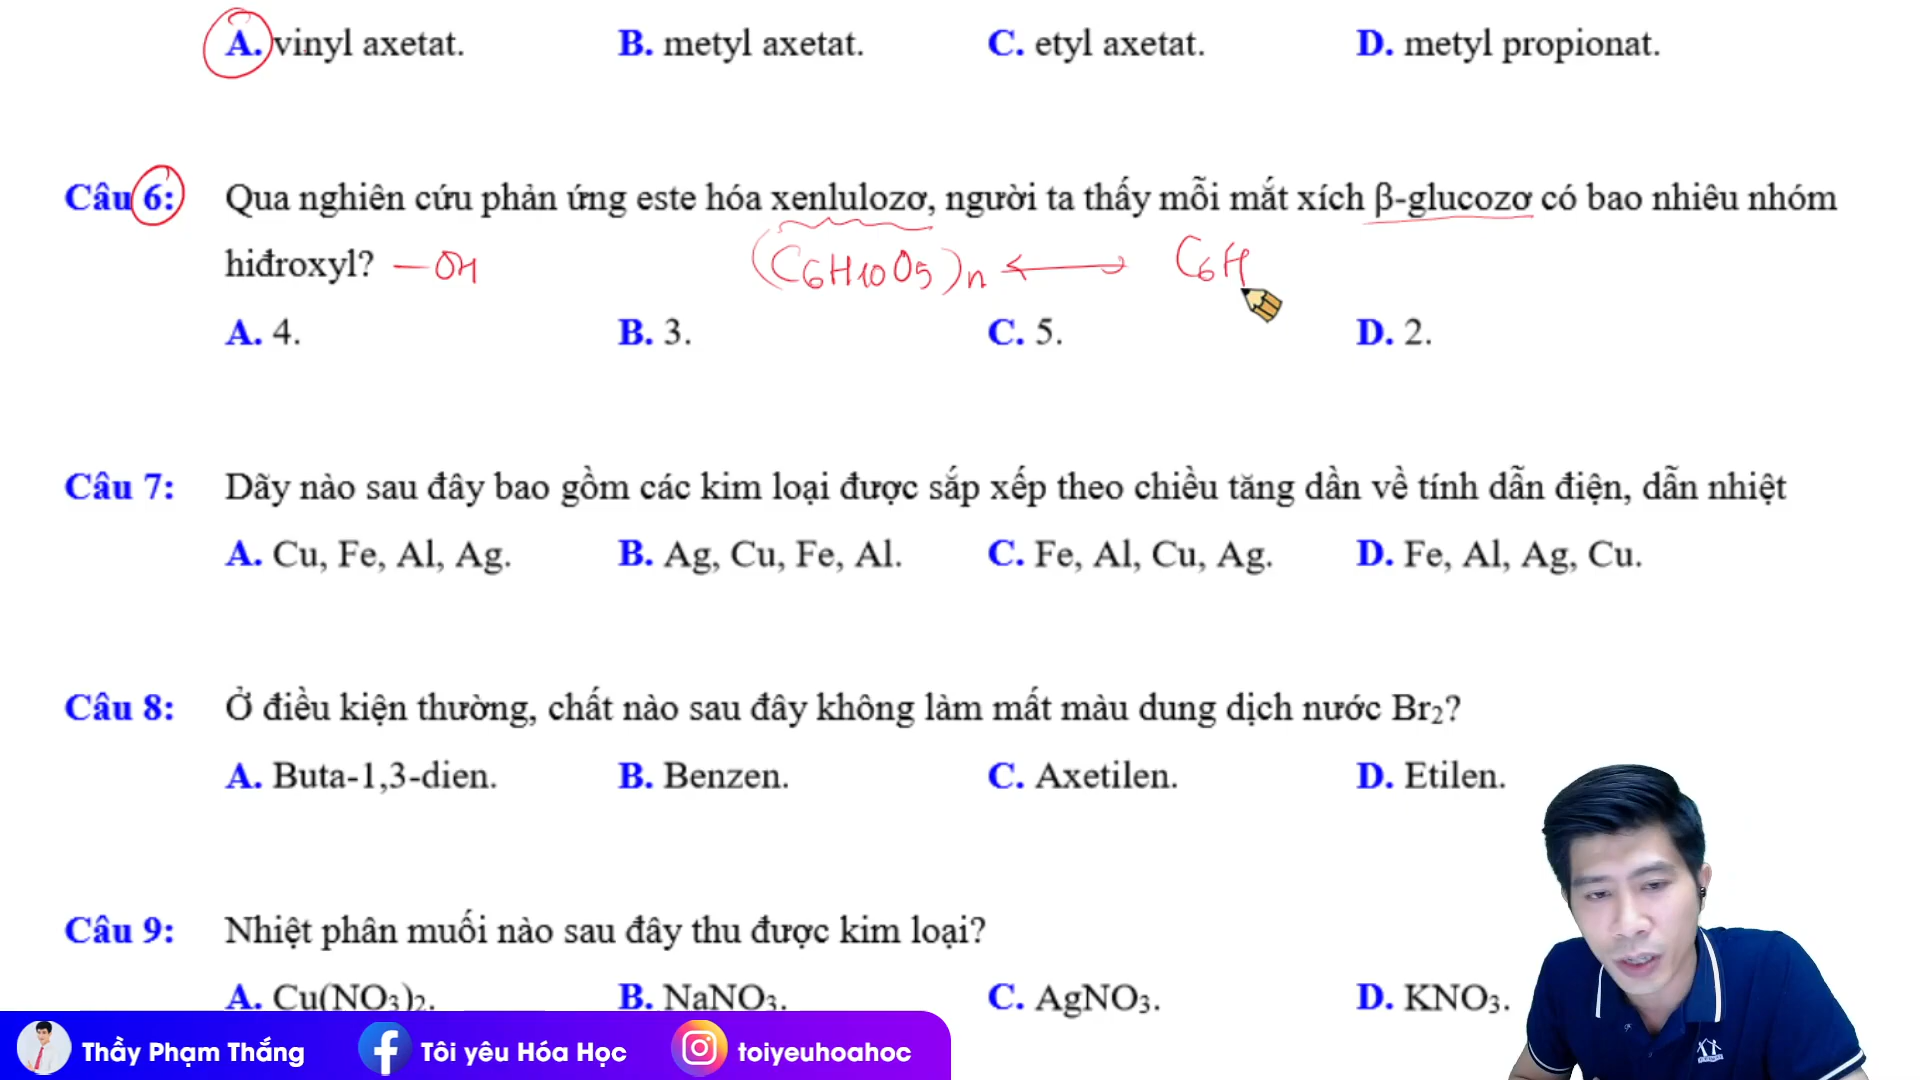 A. vinyl axetat. B. metyl axetat. C. etyl axetat. D. metyl propionat.
Câu 6: Qua nghiên cứu phản ứng este hóa xenlulozơ, người ta thấy mỗi mắt xích β-glucozơ có bao nhiêu nhóm
hiđroxyl? —OH (C6H10O5)n ⟷ C6H
A. 4. B. 3. C. 5. D. 2.
Câu 7: Dãy nào sau đây bao gồm các kim loại được sắp xếp theo chiều tăng dần về tính dẫn điện, dẫn nhiệt
A. Cu, Fe, Al, Ag. B. Ag, Cu, Fe, Al. C. Fe, Al, Cu, Ag. D. Fe, Al, Ag, Cu.
Câu 8: Ở điều kiện thường, chất nào sau đây không làm mất màu dung dịch nước Br₂?
A. Buta-1,3-dien. B. Benzen. C. Axetilen. D. Etilen.
Câu 9: Nhiệt phân muối nào sau đây thu được kim loại?
A. Cu(NO₃)₂. B. NaNO₃. C. AgNO₃. D. KNO₃.
Thầy Phạm Thắng Tôi yêu Hóa Học toiyeuhoahoc